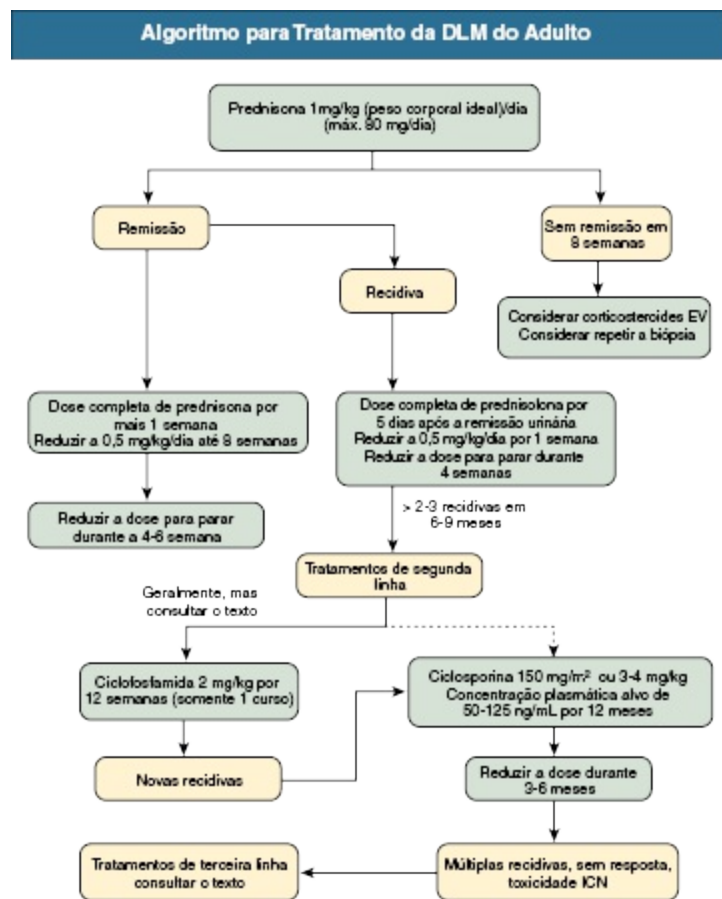 Algoritmo para Tratamento da DLM do Adulto
Prednisona 1mg/kg (peso corporal ideal)/dia
(máx. 80 mg/dia)
Remissão
Sem remissão em
8 semanas
Recidiva
Considerar corticosteroides EV
Considerar repetir a biópsia
Dose completa de prednisona por
mais 1 semana
Reduzir a 0,5 mg/kg/dia até 8 semanas
Dose completa de prednisolona por
5 dias após a remissão urinária
Reduzir a 0,5 mg/kg/dia por 1 semana
Reduzir a dose para parar durante
4 semanas
Reduzir a dose para parar
durante a 4-6 semana
> 2-3 recidivas em
6-9 meses
Tratamentos de segunda
linha
Geralmente, mas
consultar o texto
Ciclofosfamida 2 mg/kg por
12 semanas (somente 1 curso)
Ciclosporina 150 mg/m² ou 3-4 mg/kg
Concentração plasmática alvo de
50-125 ng/mL por 12 meses
Novas recidivas
Reduzir a dose durante
3-6 meses
Tratamentos de terceira linha
consultar o texto
Múltiplas recidivas, sem resposta,
toxicidade ICN